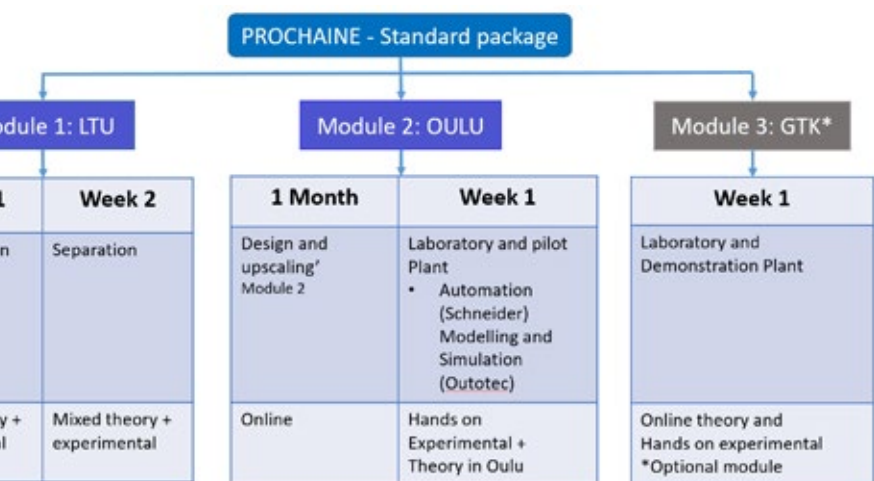 PROCHAINE - Standard package
Module 1: LTU
Module 2: OULU
Module 3: GTK*
1
Week 2
n
Separation
y +
l
Mixed theory +
experimental
1 Month
Week 1
Design and
upscaling’
Module 2
Laboratory and pilot
Plant
• Automation
(Schneider)
Modelling and
Simulation
(Outotec)
Online
Hands on
Experimental +
Theory in Oulu
Week 1
Laboratory and
Demonstration Plant
Online theory and
Hands on experimental
*Optional module